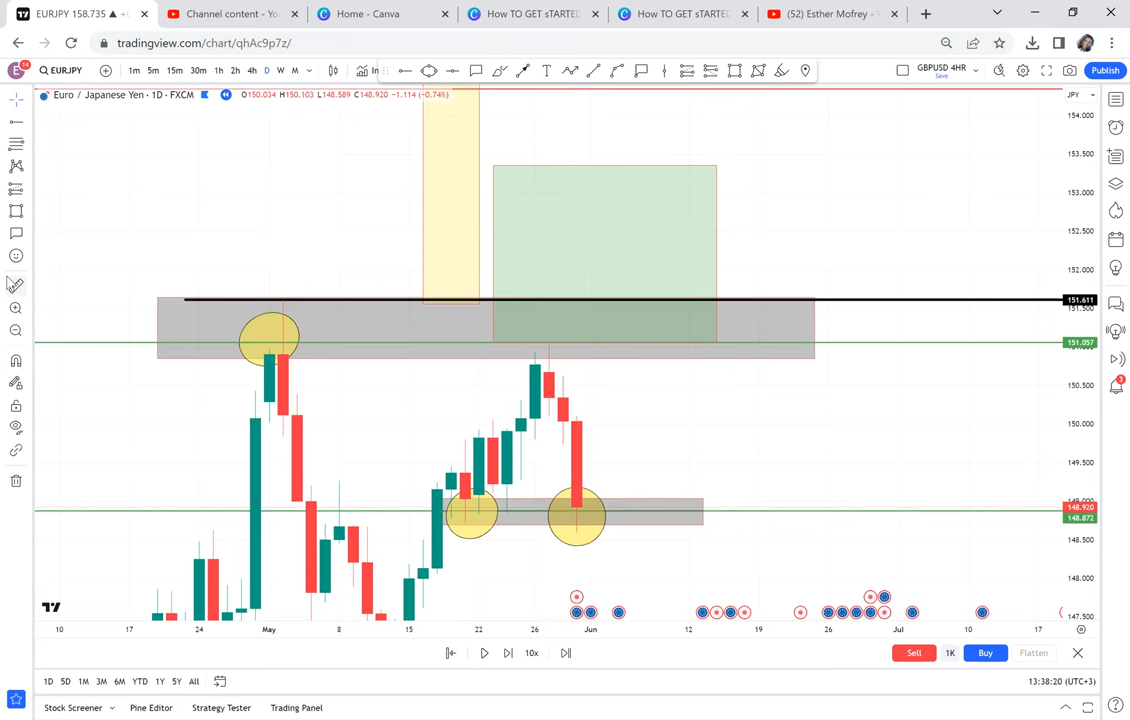 EURJPY 158.735 ▲ +0
Channel content - Yo
Home - Canva
How TO GET sTARTED
How TO GET sTARTED
(52) Esther Mofrey - Y
tradingview.com/chart/qhAc9p7z/
E 14
EURJPY
1m 5m 15m 30m 1h 2h 4h D W M
In
GBPUSD 4HR
Save
Publish
Euro / Japanese Yen · 1D · FXCM
O150.034 H150.103 L148.589 C148.920 −1.114 (−0.74%)
JPY
154.000
153.500
153.000
152.500
152.000
151.611
151.500
151.057
150.500
150.000
149.500
149.000
148.920
148.872
148.500
148.000
147.500
3
10 17 24 May 8 15 22 26 Jun 12 19 26 Jul 10 17
10x
Sell 1K Buy Flatten
1D 5D 1M 3M 6M YTD 1Y 5Y All
13:38:20 (UTC+3)
Stock Screener Pine Editor Strategy Tester Trading Panel